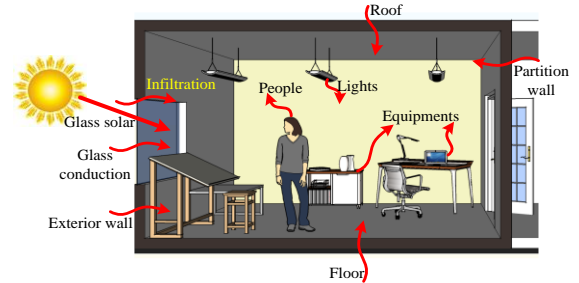 Roof
Infiltration
People
Lights
Partition
wall
Glass solar
Equipments
Glass
conduction
Exterior wall
Floor